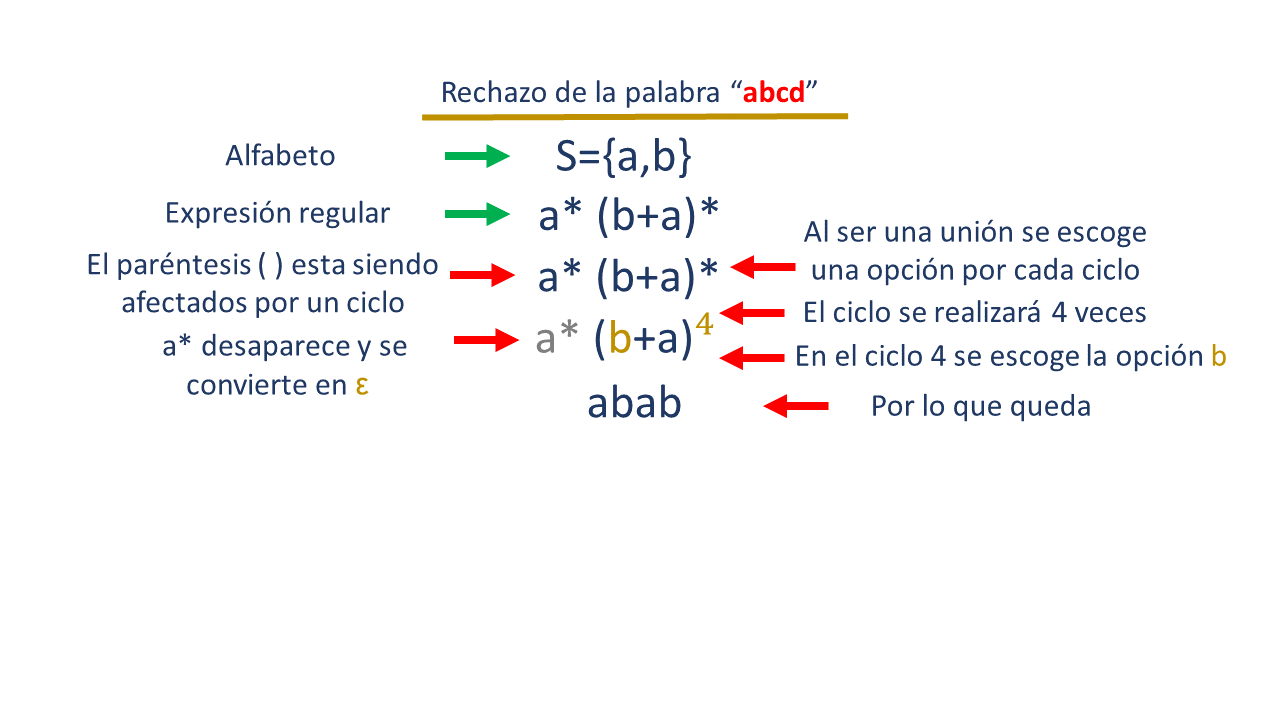 Rechazo de la palabra “abcd”
Alfabeto
S={a,b}
Expresión regular
a* (b+a)*
El paréntesis ( ) esta siendo
afectados por un ciclo
a* (b+a)*
Al ser una unión se escoge
una opción por cada ciclo
a* desaparece y se
convierte en ε
a* (b+a)⁴
El ciclo se realizará 4 veces
En el ciclo 4 se escoge la opción b
abab
Por lo que queda